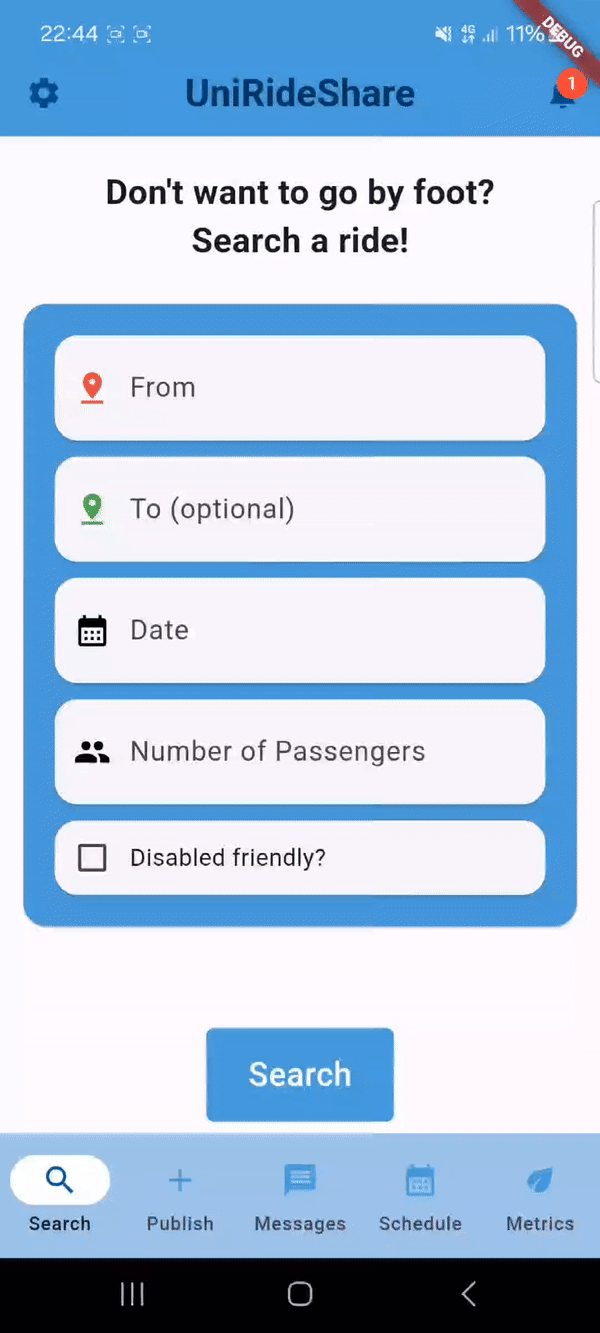 22:44 4G 11% DEBUG
UniRideShare 1
Don't want to go by foot?
Search a ride!
From
To (optional)
Date
Number of Passengers
Disabled friendly?
Search
Search Publish Messages Schedule Metrics